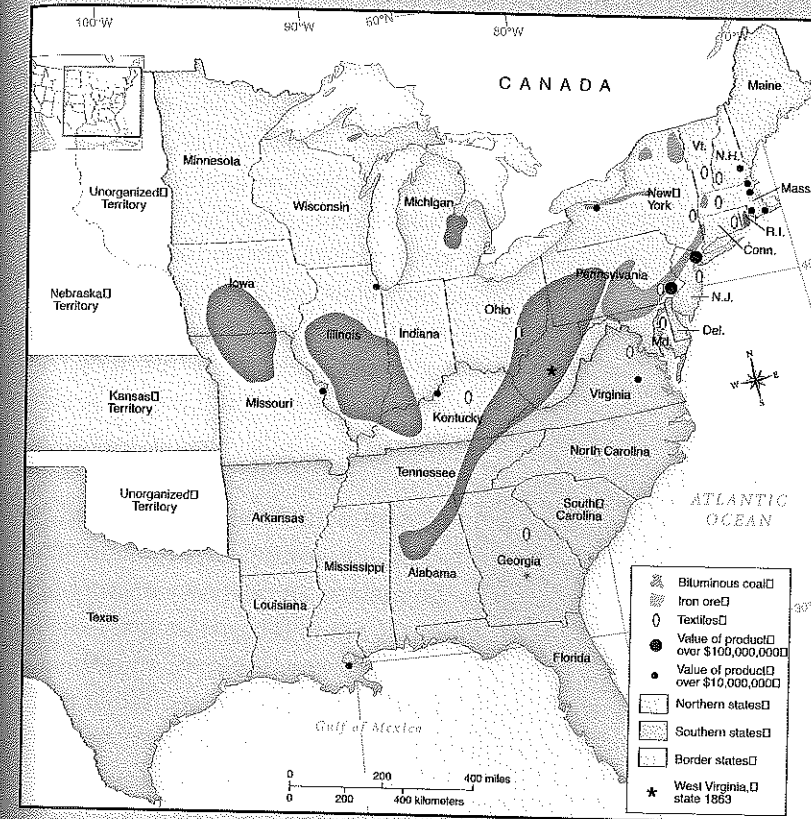 100°W
90°W
80°W
CANADA
Maine
Minnesota
Vt.
N.H.
Unorganized
Territory
Wisconsin
Michigan
New
York
Mass
R.I.
Conn.
Iowa
Pennsylvania
Nebraska
Territory
Ohio
N.J.
Illinois
Indiana
Md.
Del.
N
W
E
S
Kansas
Territory
Missouri
Kentucky
Virginia
Tennessee
North Carolina
Unorganized
Territory
Arkansas
South
Carolina
ATLANTIC
OCEAN
Mississippi
Alabama
Georgia
Texas
Louisiana
Florida
30°
Gulf of Mexico
0 200 400 miles
0 200 400 kilometers
Bituminous coal
Iron ore
Textiles
Value of product
over $100,000,000
Value of product
over $10,000,000
Northern states
Southern states
Border states
West Virginia,
state 1863